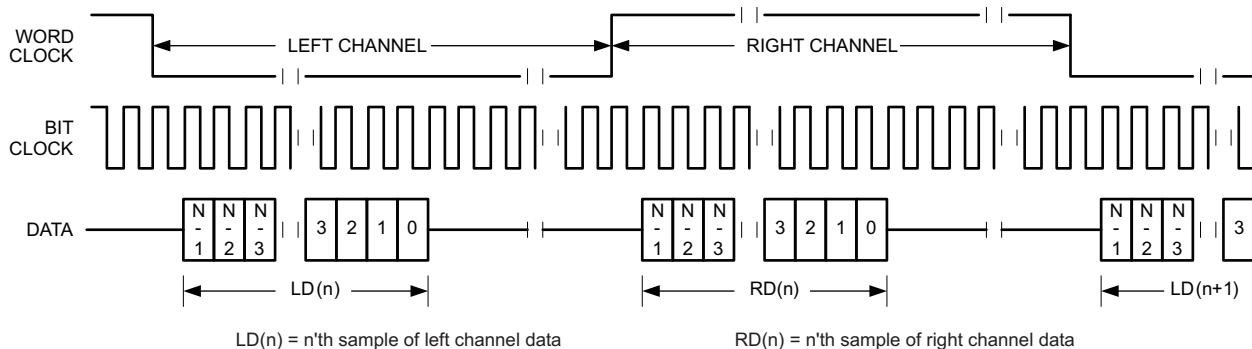 WORD
CLOCK
LEFT CHANNEL
RIGHT CHANNEL
BIT
CLOCK
DATA
N-1 N-2 N-3 3 2 1 0
N-1 N-2 N-3 3 2 1 0
N-1 N-2 N-3 3
LD(n)
RD(n)
LD(n+1)
LD(n) = n'th sample of left channel data
RD(n) = n'th sample of right channel data